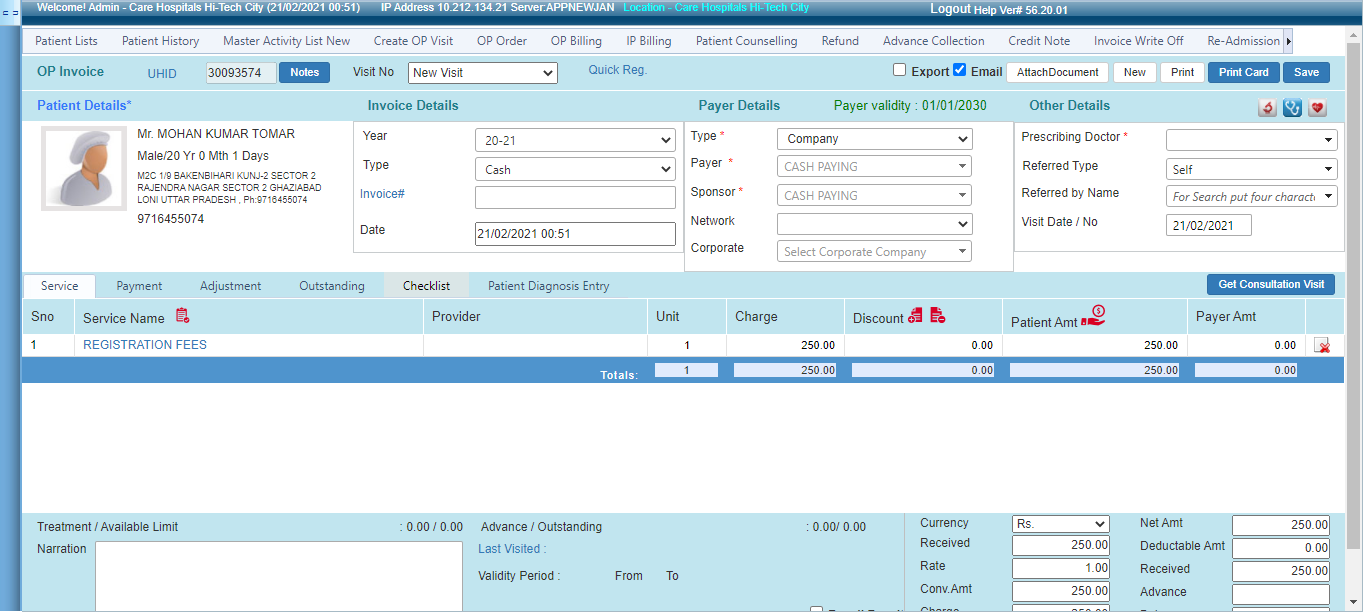 Welcome! Admin - Care Hospitals Hi-Tech City (21/02/2021 00:51) IP Address 10.212.134.21 Server:APPNEWJAN Location - Care Hospitals Hi-Tech City Logout Help Ver# 56.20.01
Patient Lists Patient History Master Activity List New Create OP Visit OP Order OP Billing IP Billing Patient Counselling Refund Advance Collection Credit Note Invoice Write Off Re-Admission
OP Invoice UHID 30093574 Notes Visit No New Visit Quick Reg. Export Email AttachDocument New Print Print Card Save
Patient Details* Invoice Details Payer Details Payer validity : 01/01/2030 Other Details
Mr. MOHAN KUMAR TOMAR
Male/20 Yr 0 Mth 1 Days
M2C 1/9 BAKENBIHARI KUNJ-2 SECTOR 2
RAJENDRA NAGAR SECTOR 2 GHAZIABAD
LONI UTTAR PRADESH , Ph:9716455074
9716455074
Year 20-21
Type Cash
Invoice#
Date 21/02/2021 00:51
Type * Company
Payer * CASH PAYING
Sponsor * CASH PAYING
Network
Corporate Select Corporate Company
Prescribing Doctor *
Referred Type Self
Referred by Name For Search put four charact
Visit Date / No 21/02/2021
Service Payment Adjustment Outstanding Checklist Patient Diagnosis Entry Get Consultation Visit
Sno Service Name Provider Unit Charge Discount Patient Amt Payer Amt
1 REGISTRATION FEES 1 250.00 0.00 250.00 0.00
Totals: 1 250.00 0.00 250.00 0.00
Treatment / Available Limit : 0.00 / 0.00 Advance / Outstanding : 0.00/ 0.00
Narration Last Visited :
Validity Period : From To
Currency Rs. Net Amt 250.00
Received 250.00 Deductable Amt 0.00
Rate 1.00 Received 250.00
Conv.Amt 250.00 Advance